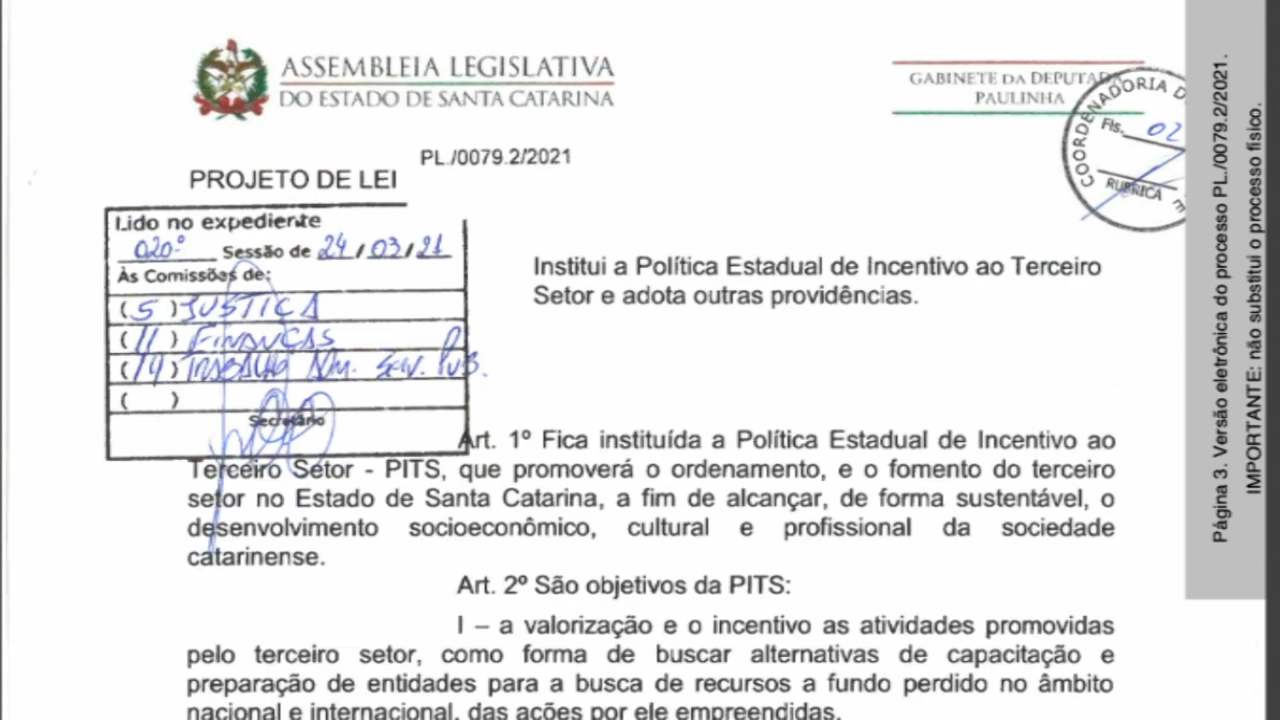 ASSEMBLEIA LEGISLATIVA
DO ESTADO DE SANTA CATARINA
GABINETE DA DEPUTADA
PAULINHA
COORDENADORIA D
Fls. 02
RUBRICA
E
PL./0079.2/2021
PROJETO DE LEI
Lido no expediente
020º Sessão de 24/03/21
Às Comissões de:
(5) JUSTIÇA
(11) FINANÇAS
(14) TRABALHO ADM. SERV. PUB.
( )
Secretário
Institui a Política Estadual de Incentivo ao Terceiro
Setor e adota outras providências.
Art. 1º Fica instituída a Política Estadual de Incentivo ao
Terceiro Setor - PITS, que promoverá o ordenamento, e o fomento do terceiro
setor no Estado de Santa Catarina, a fim de alcançar, de forma sustentável, o
desenvolvimento socioeconômico, cultural e profissional da sociedade
catarinense.
Art. 2º São objetivos da PITS:
I – a valorização e o incentivo as atividades promovidas
pelo terceiro setor, como forma de buscar alternativas de capacitação e
preparação de entidades para a busca de recursos a fundo perdido no âmbito
nacional e internacional, das ações por ele empreendidas.
Página 3. Versão eletrônica do processo PL./0079.2/2021.
IMPORTANTE: não substitui o processo físico.